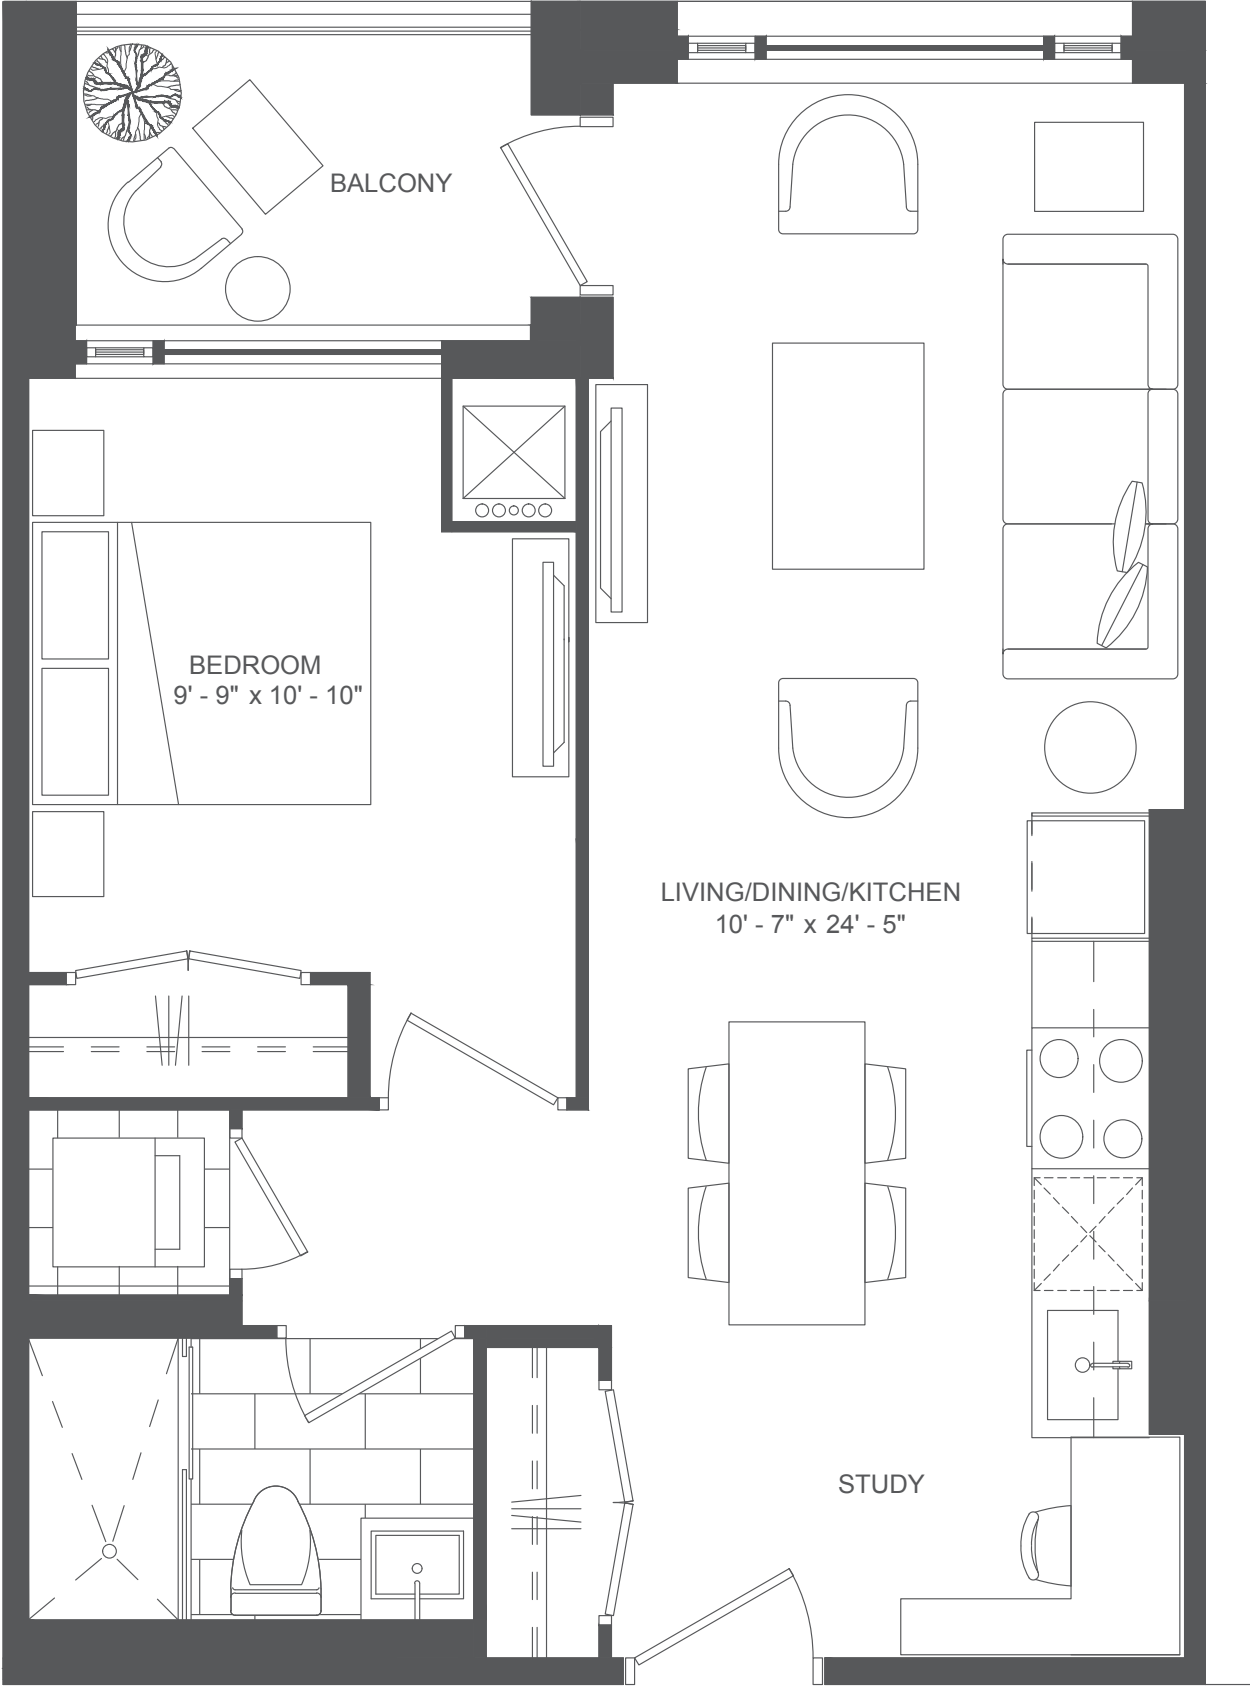 BALCONY
BEDROOM
9' - 9" x 10' - 10"
LIVING/DINING/KITCHEN
10' - 7" x 24' - 5"
STUDY